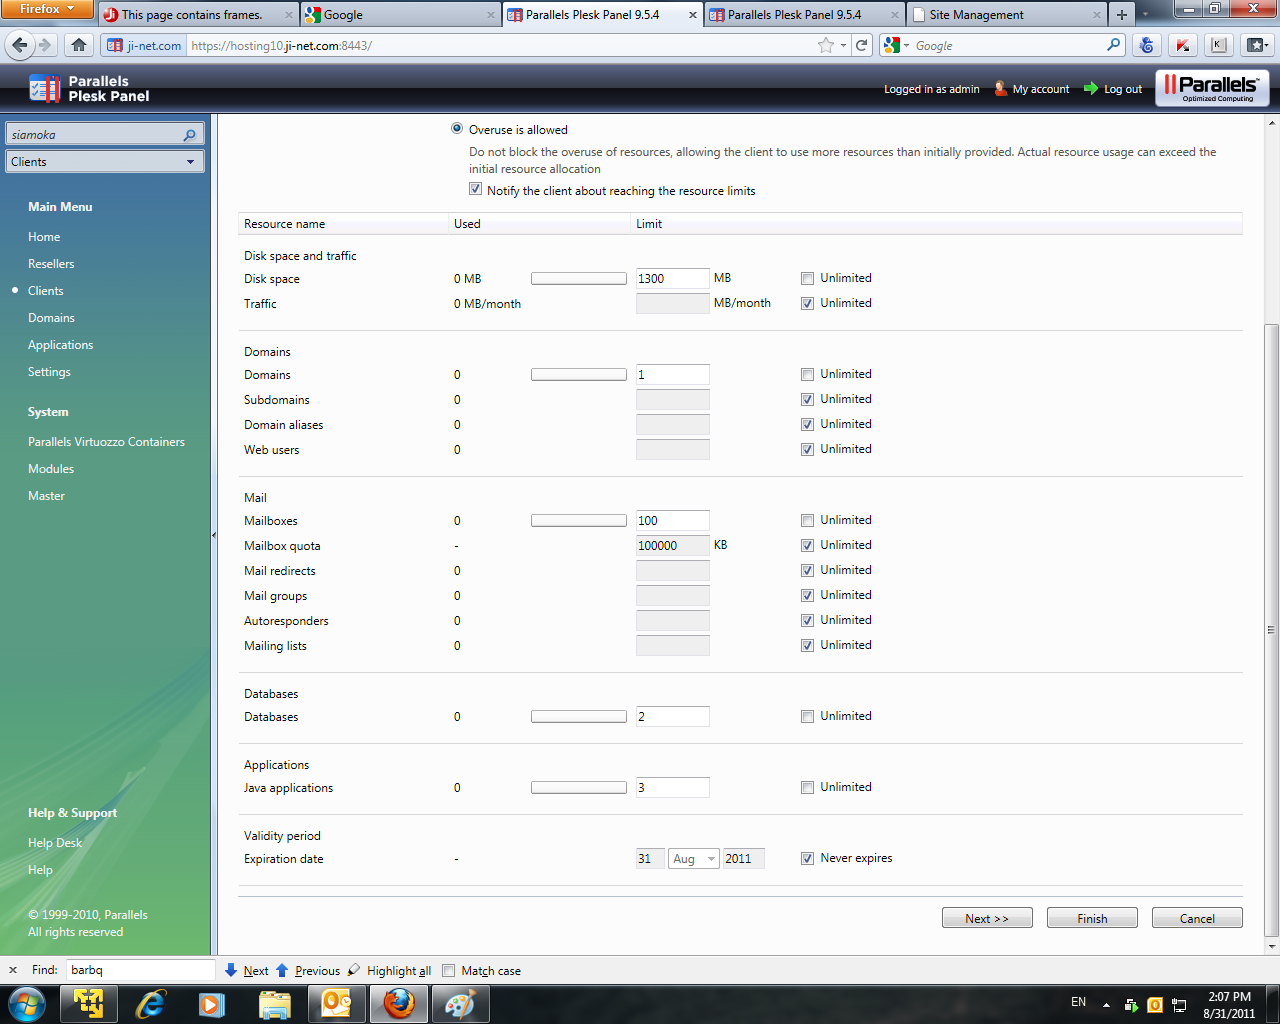 Firefox
This page contains frames.
Google
Parallels Plesk Panel 9.5.4
Parallels Plesk Panel 9.5.4
Site Management
ji-net.com
https://hosting10.ji-net.com:8443/
Google
Parallels
Plesk Panel
Logged in as admin
My account
Log out
Parallels™
Optimized Computing
siamoka
Clients
Main Menu
Home
Resellers
Clients
Domains
Applications
Settings
System
Parallels Virtuozzo Containers
Modules
Master
Help & Support
Help Desk
Help
© 1999-2010, Parallels
All rights reserved
Overuse is allowed
Do not block the overuse of resources, allowing the client to use more resources than initially provided. Actual resource usage can exceed the
initial resource allocation
Notify the client about reaching the resource limits
Resource name Used Limit
Disk space and traffic
Disk space 0 MB 1300 MB Unlimited
Traffic 0 MB/month MB/month Unlimited
Domains
Domains 0 1 Unlimited
Subdomains 0 Unlimited
Domain aliases 0 Unlimited
Web users 0 Unlimited
Mail
Mailboxes 0 100 Unlimited
Mailbox quota - 100000 KB Unlimited
Mail redirects 0 Unlimited
Mail groups 0 Unlimited
Autoresponders 0 Unlimited
Mailing lists 0 Unlimited
Databases
Databases 0 2 Unlimited
Applications
Java applications 0 3 Unlimited
Validity period
Expiration date - 31 Aug 2011 Never expires
Next >> Finish Cancel
Find: barbq Next Previous Highlight all Match case
EN
2:07 PM
8/31/2011